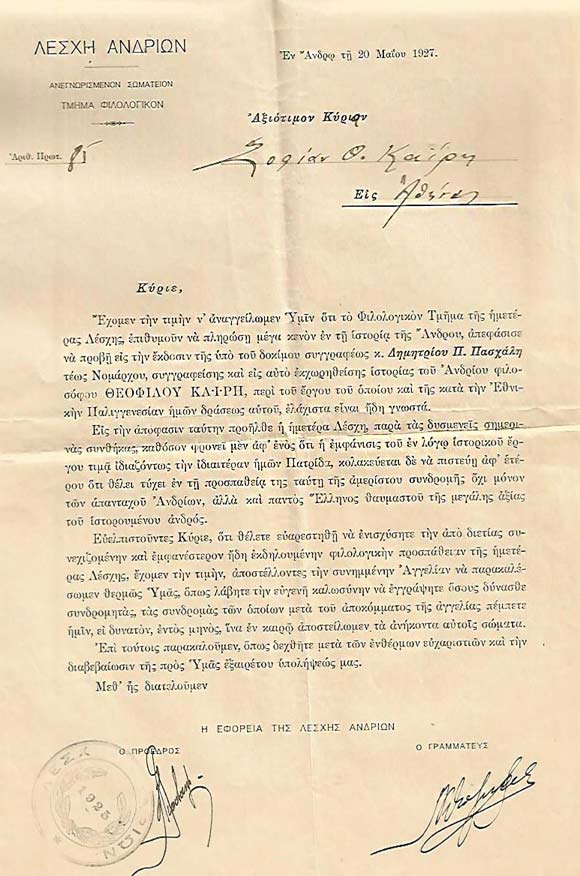 ΛΕΣΧΗ ΑΝΔΡΙΩΝ
ΑΝΕΓΝΩΡΙΣΜΕΝΟΝ ΣΩΜΑΤΕΙΟΝ
ΤΜΗΜΑ ΦΙΛΟΛΟΓΙΚΟΝ
Ἀριθ. Πρωτ.
Ἐν Ἄνδρῳ τῇ 20 Μαΐου 1927.
Ἀξιότιμον Κύριον
Θ. Καΐρη
Εἰς Ἀθήνας
Κύριε,
Ἔχομεν τὴν τιμὴν ν' ἀναγγείλωμεν Ὑμῖν ὅτι τὸ Φιλολογικὸν Τμῆμα τῆς ἡμετέ-
ρας Λέσχης, ἐπιθυμοῦν νὰ πληρώσῃ μέγα κενὸν ἐν τῇ ἱστορίᾳ τῆς Ἄνδρου, ἀπεφάσισε
νὰ προβῇ εἰς τὴν ἔκδοσιν τῆς ὑπὸ τοῦ δοκίμου συγγραφέως κ. Δημητρίου Π. Πασχάλη
τέως Νομάρχου, συγγραφείσης καὶ εἰς αὐτὸ ἐκχωρηθείσης ἱστορίας τοῦ Ἀνδρίου φιλο-
σόφου ΘΕΟΦΙΛΟΥ ΚΑ·Ι·ΡΗ, περὶ τοῦ ἔργου τοῦ ὁποίου καὶ τῆς κατὰ τὴν Ἐθνι-
κὴν Παλιγγενεσίαν ἡμῶν δράσεως αὐτοῦ, ἐλάχιστα εἶναι ἤδη γνωστά.
Εἰς τὴν ἀπόφασιν ταύτην προῆλθε ἡ ἡμετέρα Λέσχη, παρὰ τὰς δυσμενεῖς σημερι-
νὰς συνθήκας, καθόσον φρονεῖ μὲν ἀφ' ἑνὸς ὅτι ἡ ἐμφάνισις τοῦ ἐν λόγῳ ἱστορικοῦ ἔρ-
γου τιμᾷ ἰδιαζόντως τὴν ἰδιαιτέραν ἡμῶν Πατρίδα, κολακεύεται δὲ νὰ πιστεύῃ ἀφ' ἑτέ-
ρου ὅτι θέλει τύχει ἐν τῇ προσπαθείᾳ της ταύτῃ τῆς ἀμερίστου συνδρομῆς ὄχι μόνον
τῶν ἁπανταχοῦ Ἀνδρίων, ἀλλὰ καὶ παντὸς Ἕλληνος θαυμαστοῦ τῆς μεγάλης ἀξίας
τοῦ ἱστορουμένου ἀνδρός.
Εὐελπιστοῦντες Κύριε, ὅτι θέλετε εὐαρεστηθῇ νὰ ἐνισχύσητε τὴν ἀπὸ διετίας συ-
νεχιζομένην καὶ ἐμφανέστερον ἤδη ἐκδηλουμένην φιλολογικὴν προσπάθειαν τῆς ἡμετέ-
ρας Λέσχης, ἔχομεν τὴν τιμήν, ἀποστέλλοντες τὴν συνημμένην Ἀγγελίαν νὰ παρακαλέ-
σωμεν θερμῶς Ὑμᾶς, ὅπως λάβητε τὴν εὐγενῆ καλωσύνην νὰ ἐγγράψητε ὅσους δύνασθε
συνδρομητάς, τὰς συνδρομὰς τῶν ὁποίων μετὰ τοῦ ἀποκόμματος τῆς ἀγγελίας πέμπετε
ἡμῖν, εἰ δυνατόν, ἐντὸς μηνός, ἵνα ἐν καιρῷ ἀποστείλωμεν τὰ ἀνήκοντα αὐτοῖς σώματα.
Ἐπὶ τούτοις παρακαλοῦμεν, ὅπως δεχθῆτε μετὰ τῶν ἐνθέρμων εὐχαριστιῶν καὶ τὴν
διαβεβαίωσιν τῆς πρὸς Ὑμᾶς ἐξαιρέτου ὑπολήψεώς μας.
Μεθ' ἧς διατελοῦμεν
Η ΕΦΟΡΕΙΑ ΤΗΣ ΛΕΣΧΗΣ ΑΝΔΡΙΩΝ
Ο ΠΡΟΕΔΡΟΣ
Ο ΓΡΑΜΜΑΤΕΥΣ
ΛΕΣΧ
1925